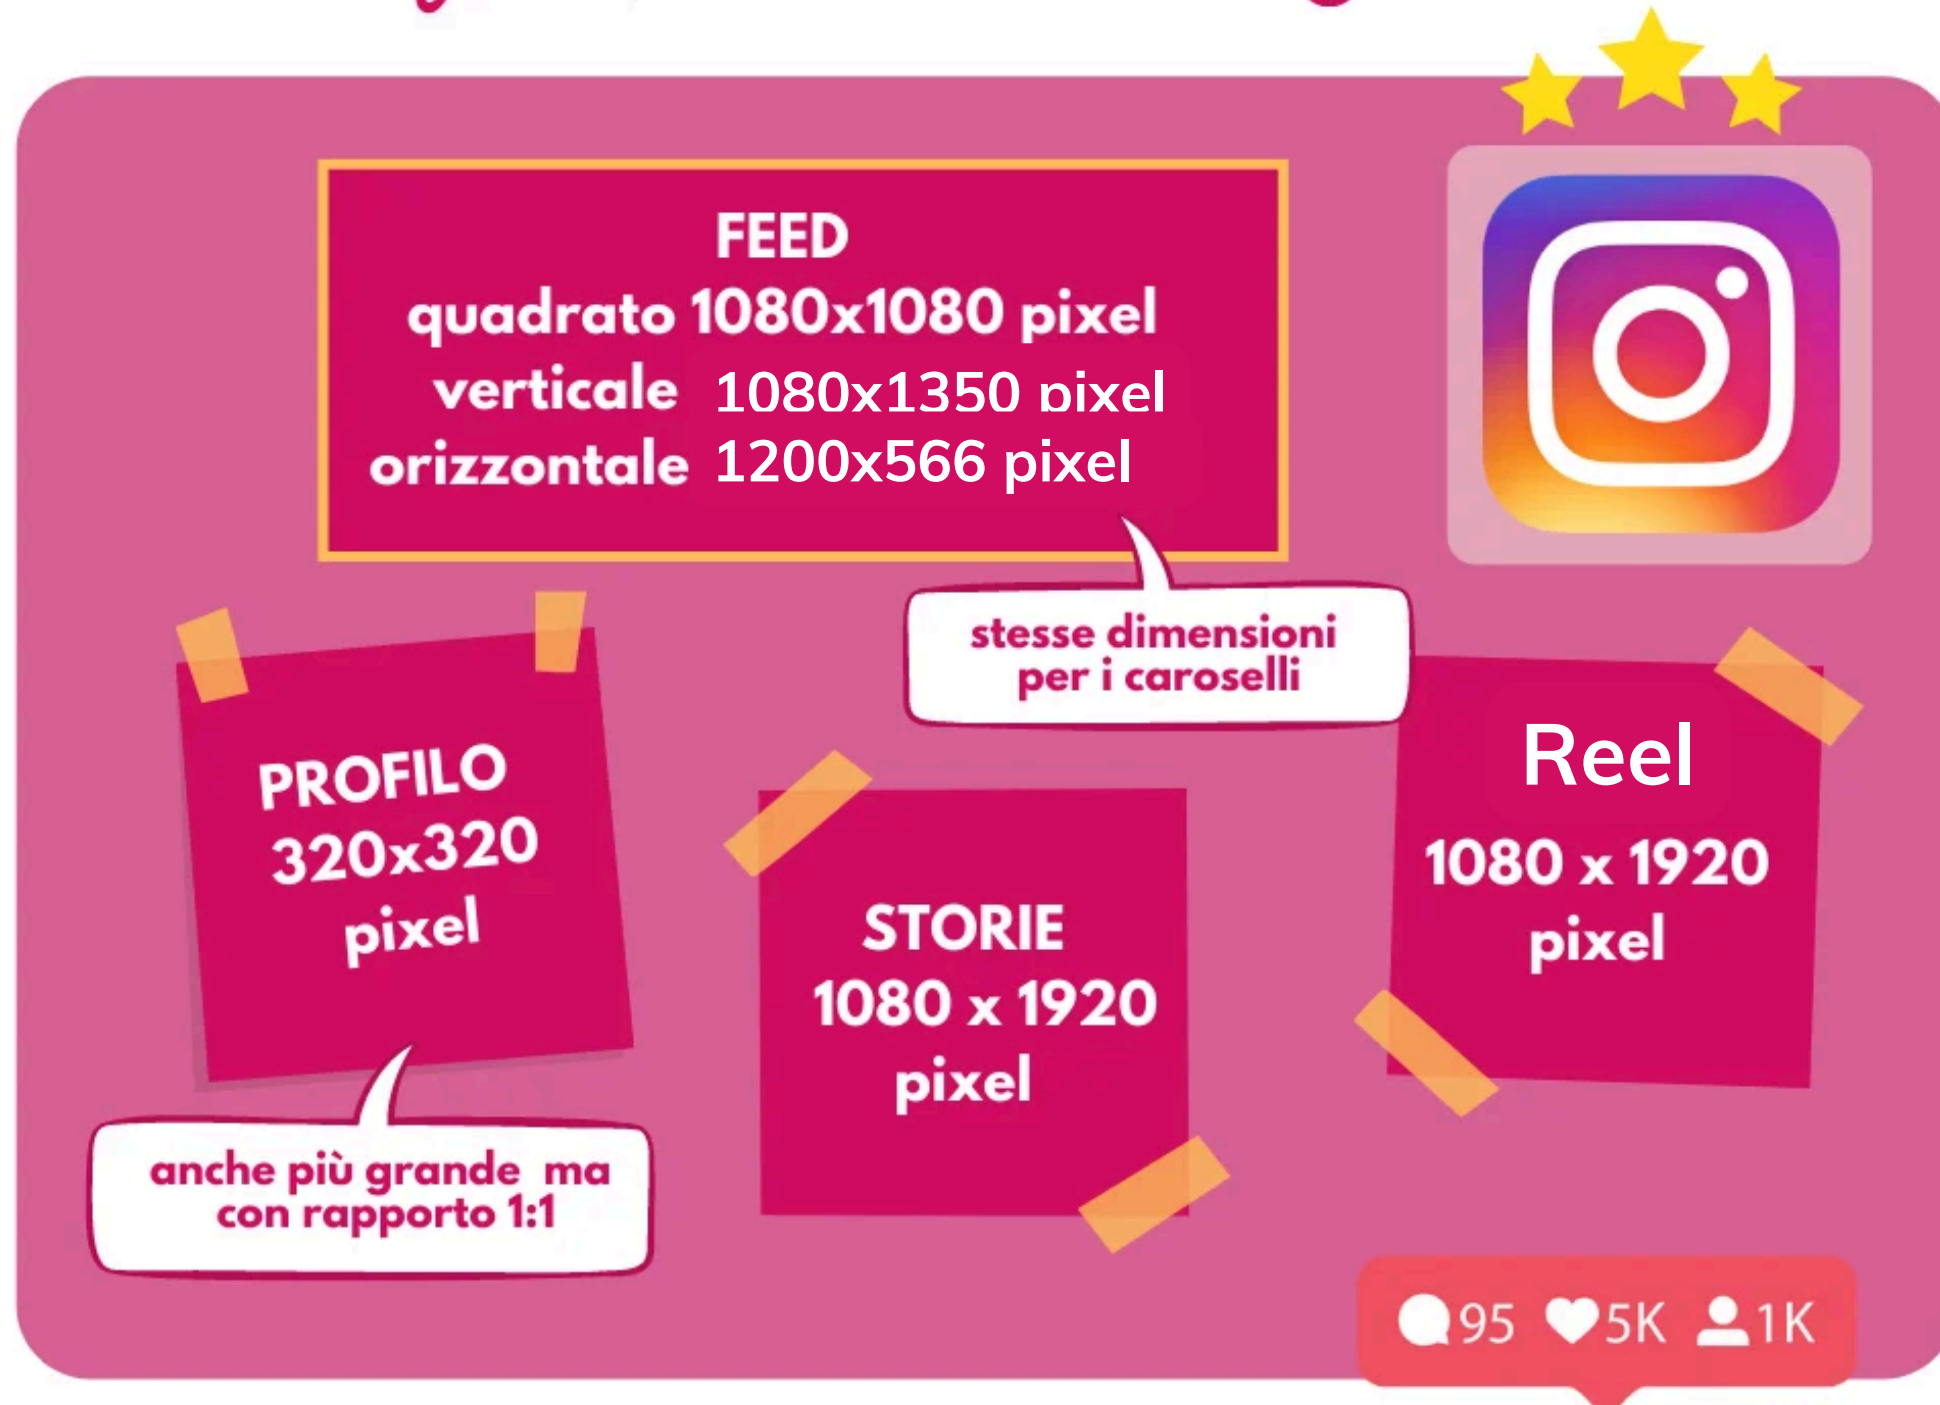 FEED
quadrato 1080x1080 pixel
verticale 1080x1350 pixel
orizzontale 1200x566 pixel
stesse dimensioni
per i caroselli
PROFILO
320x320
pixel
anche più grande ma
con rapporto 1:1
STORIE
1080 x 1920
pixel
Reel
1080 x 1920
pixel
95 5K 1K